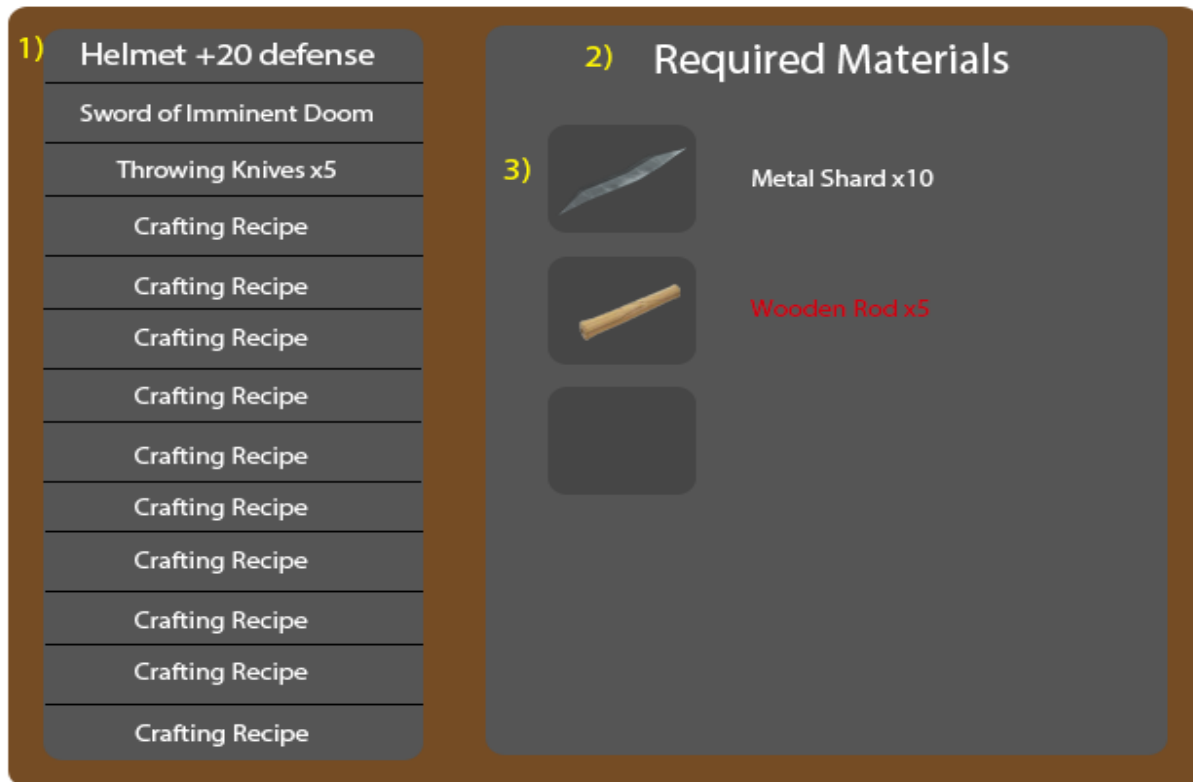 1)
Helmet +20 defense
Sword of Imminent Doom
Throwing Knives x5
Crafting Recipe
Crafting Recipe
Crafting Recipe
Crafting Recipe
Crafting Recipe
Crafting Recipe
Crafting Recipe
Crafting Recipe
Crafting Recipe
Crafting Recipe
2) Required Materials
3)
Metal Shard x10
Wooden Rod x5